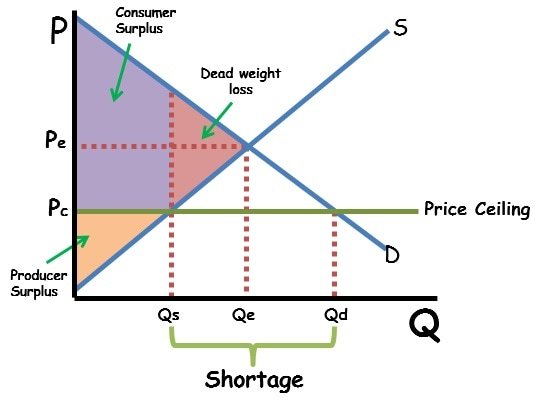 Consumer
Surplus
P
S
Dead weight
loss
Pe
Pc
Price Ceiling
D
Producer
Surplus
Qs
Qe
Qd
Q
Shortage